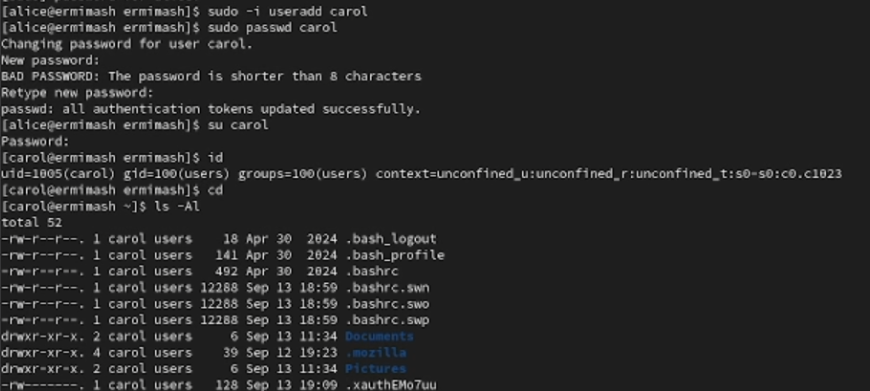 [alice@ermimash ermimash]$ sudo -i useradd carol
[alice@ermimash ermimash]$ sudo passwd carol
Changing password for user carol.
New password:
BAD PASSWORD: The password is shorter than 8 characters
Retype new password:
passwd: all authentication tokens updated successfully.
[alice@ermimash ermimash]$ su carol
Password:
[carol@ermimash ermimash]$ id
uid=1005(carol) gid=100(users) groups=100(users) context=unconfined_u:unconfined_r:unconfined_t:s0-s0:c0.c1023
[carol@ermimash ermimash]$ cd
[carol@ermimash ~]$ ls -Al
total 52
-rw-r--r--. 1 carol users    18 Apr 30  2024 .bash_logout
-rw-r--r--. 1 carol users   141 Apr 30  2024 .bash_profile
-rw-r--r--. 1 carol users   492 Apr 30  2024 .bashrc
-rw-r--r--. 1 carol users 12288 Sep 13 18:59 .bashrc.swn
-rw-r--r--. 1 carol users 12288 Sep 13 18:59 .bashrc.swo
-rw-r--r--. 1 carol users 12288 Sep 13 18:59 .bashrc.swp
drwxr-xr-x. 2 carol users     6 Sep 13 11:34 Documents
drwxr-xr-x. 4 carol users    39 Sep 12 19:23 .mozilla
drwxr-xr-x. 2 carol users     6 Sep 13 11:34 Pictures
-rw-------. 1 carol users   128 Sep 13 19:09 .xauthEMo7uu